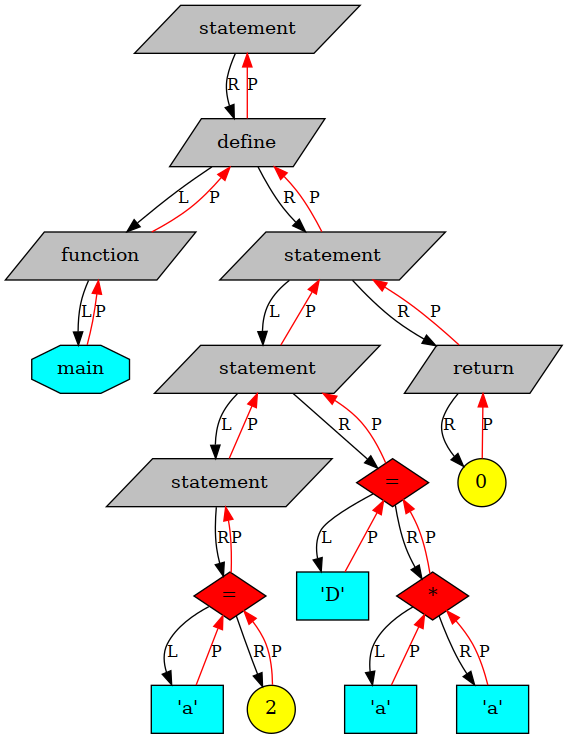 statement
R P
define
L P R P
function statement
L P L P R P
main statement return
L P R P R P
statement = 0
R P L P R P
= 'D' *
L P R P L P R P
'a' 2 'a' 'a'